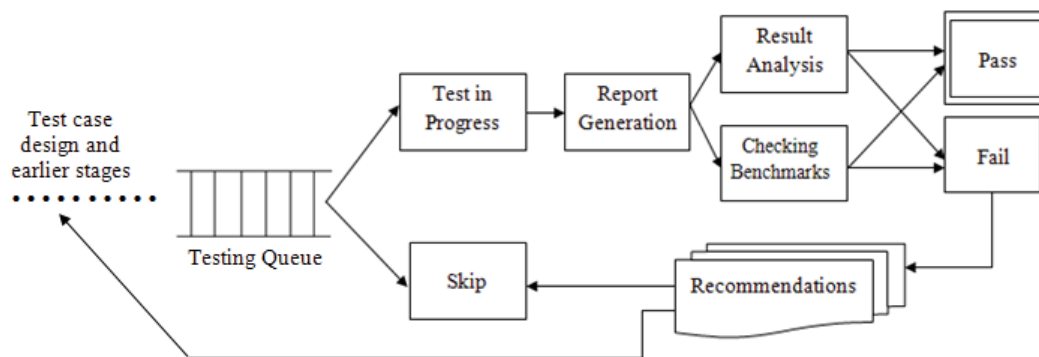 Test case
design and
earlier stages
Testing Queue
Test in
Progress
Report
Generation
Result
Analysis
Checking
Benchmarks
Pass
Fail
Skip
Recommendations